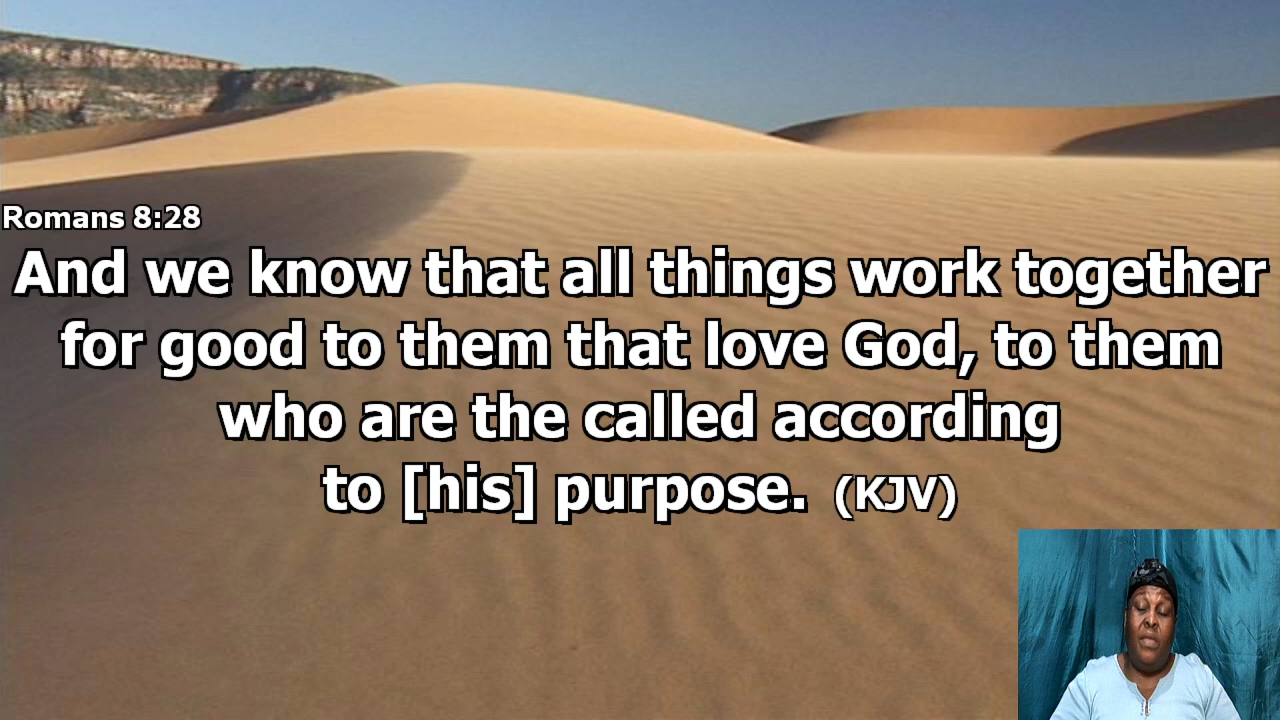 Romans 8:28
And we know that all things work together
for good to them that love God, to them
who are the called according
to [his] purpose. (KJV)